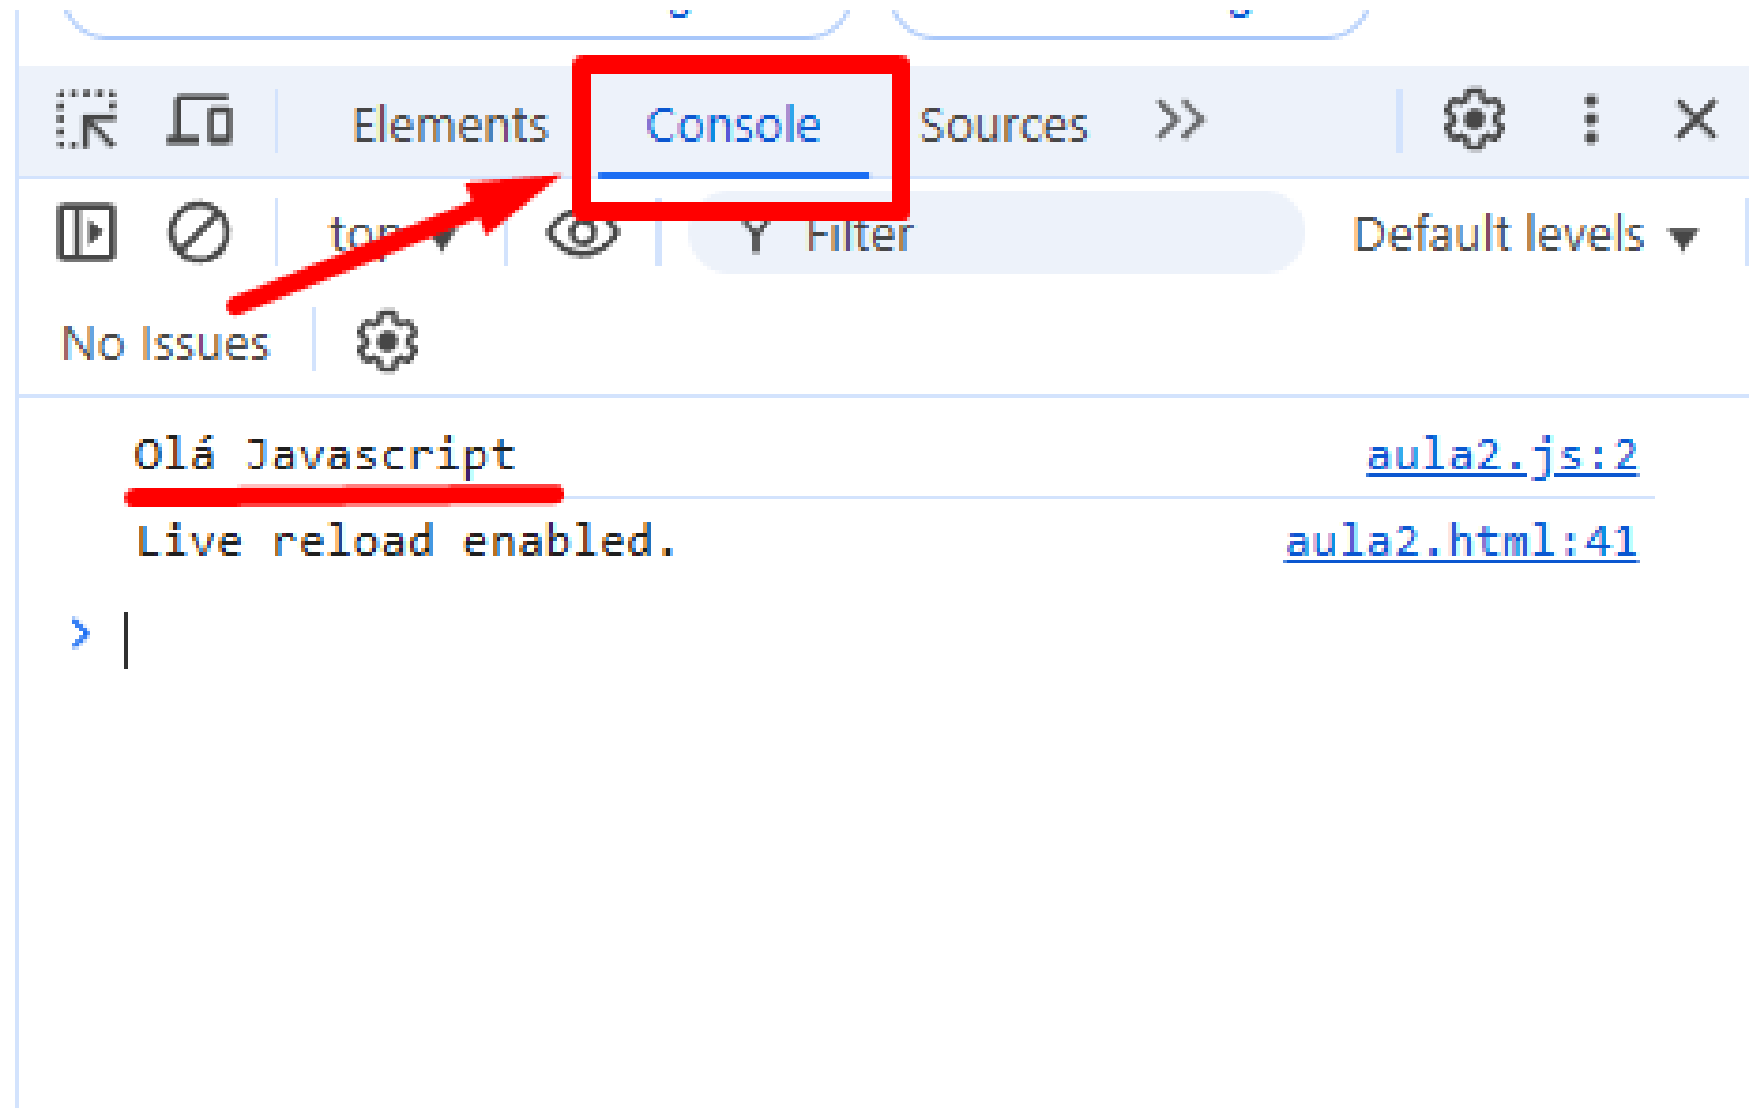 Elements Console Sources
top Filter Default levels
No Issues
Olá Javascript aula2.js:2
Live reload enabled. aula2.html:41